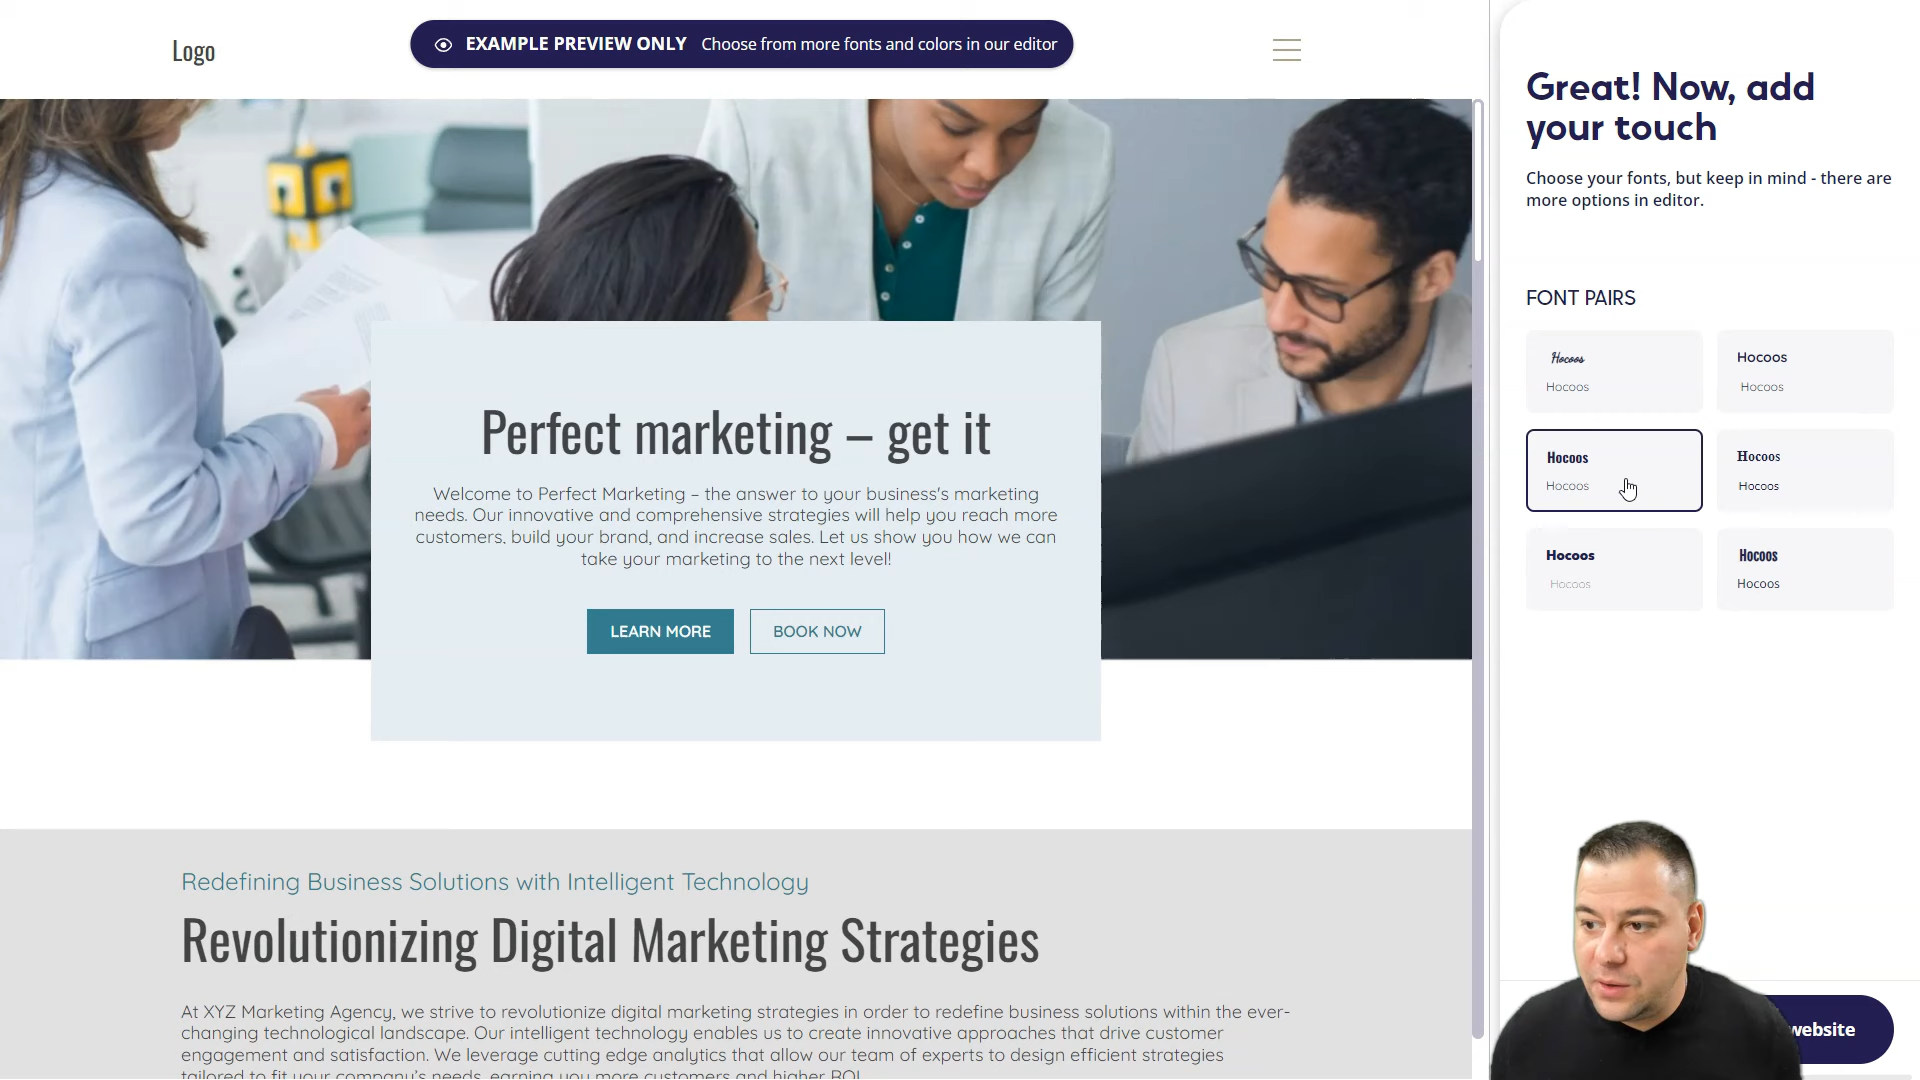 Logo
EXAMPLE PREVIEW ONLY Choose from more fonts and colors in our editor
Perfect marketing – get it
Welcome to Perfect Marketing – the answer to your business's marketing
needs. Our innovative and comprehensive strategies will help you reach more
customers, build your brand, and increase sales. Let us show you how we can
take your marketing to the next level!
LEARN MORE
BOOK NOW
Redefining Business Solutions with Intelligent Technology
Revolutionizing Digital Marketing Strategies
At XYZ Marketing Agency, we strive to revolutionize digital marketing strategies in order to redefine business solutions within the ever-
changing technological landscape. Our intelligent technology enables us to create innovative approaches that drive customer
engagement and satisfaction. We leverage cutting edge analytics that allow our team of experts to design efficient strategies
tailored to fit your company's needs, earning you more customers and higher ROI.
Great! Now, add
your touch
Choose your fonts, but keep in mind - there are
more options in editor.
FONT PAIRS
Hocoos
Hocoos
Hocoos
Hocoos
Hocoos
Hocoos
Hocoos
Hocoos
Hocoos
Hocoos
Hocoos
Hocoos
website